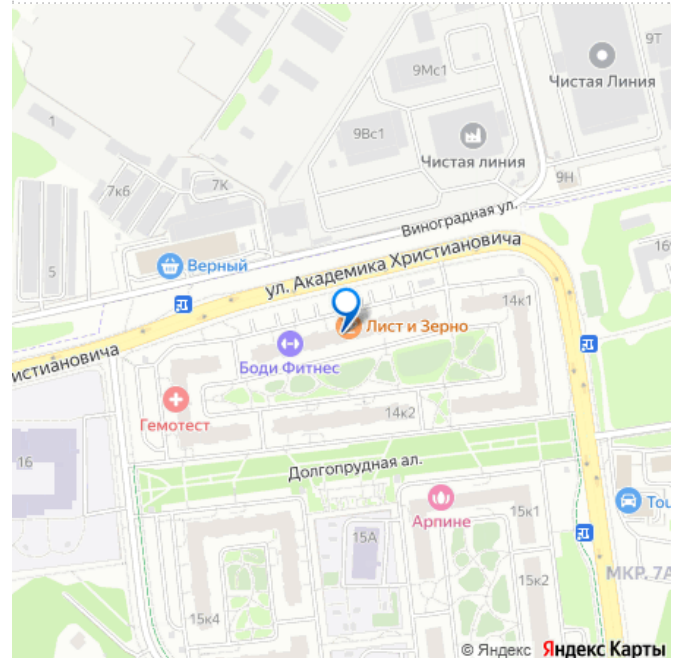 9Т
9Мс1
Чистая Линия
1
9Вс1
Чистая линия
9Н
7к6
7К
Виноградная ул.
16
5
Верный
ул. Академика Христиановича
14к1
Лист и Зерно
истиановича
Боди Фитнес
Гемотест
14к2
16
Долгопрудная ал.
Арпине
Tou
15к1
15А
15к2
МКР. 7А
15к4
© Яндекс Яндекс Карты